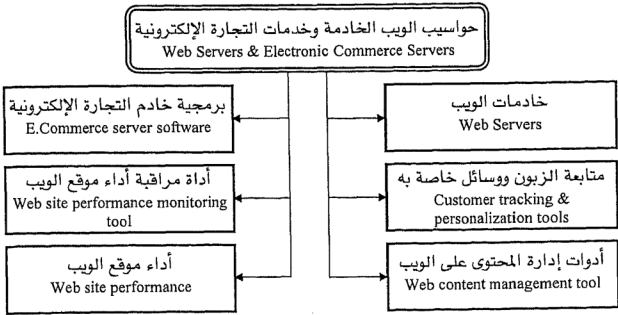 حواسيب الويب الخادمة وخدمات التجارة الإلكترونية
Web Servers & Electronic Commerce Servers
خادمات الويب
Web Servers
برمجية خادم التجارة الإلكترونية
E.Commerce server software
متابعة الزبون ووسائل خاصة به
Customer tracking &
personalization tools
أداة مراقبة أداء موقع الويب
Web site performance monitoring
tool
أدوات إدارة المحتوى على الويب
Web content management tool
أداء موقع الويب
Web site performance